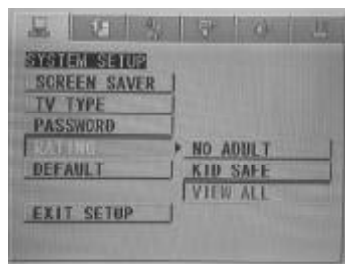 SYSTEM SETUP
SCREEN SAVER
TV TYPE
PASSWORD
RATING
NO ADULT
DEFAULT
KID SAFE
VIEW ALL
EXIT SETUP